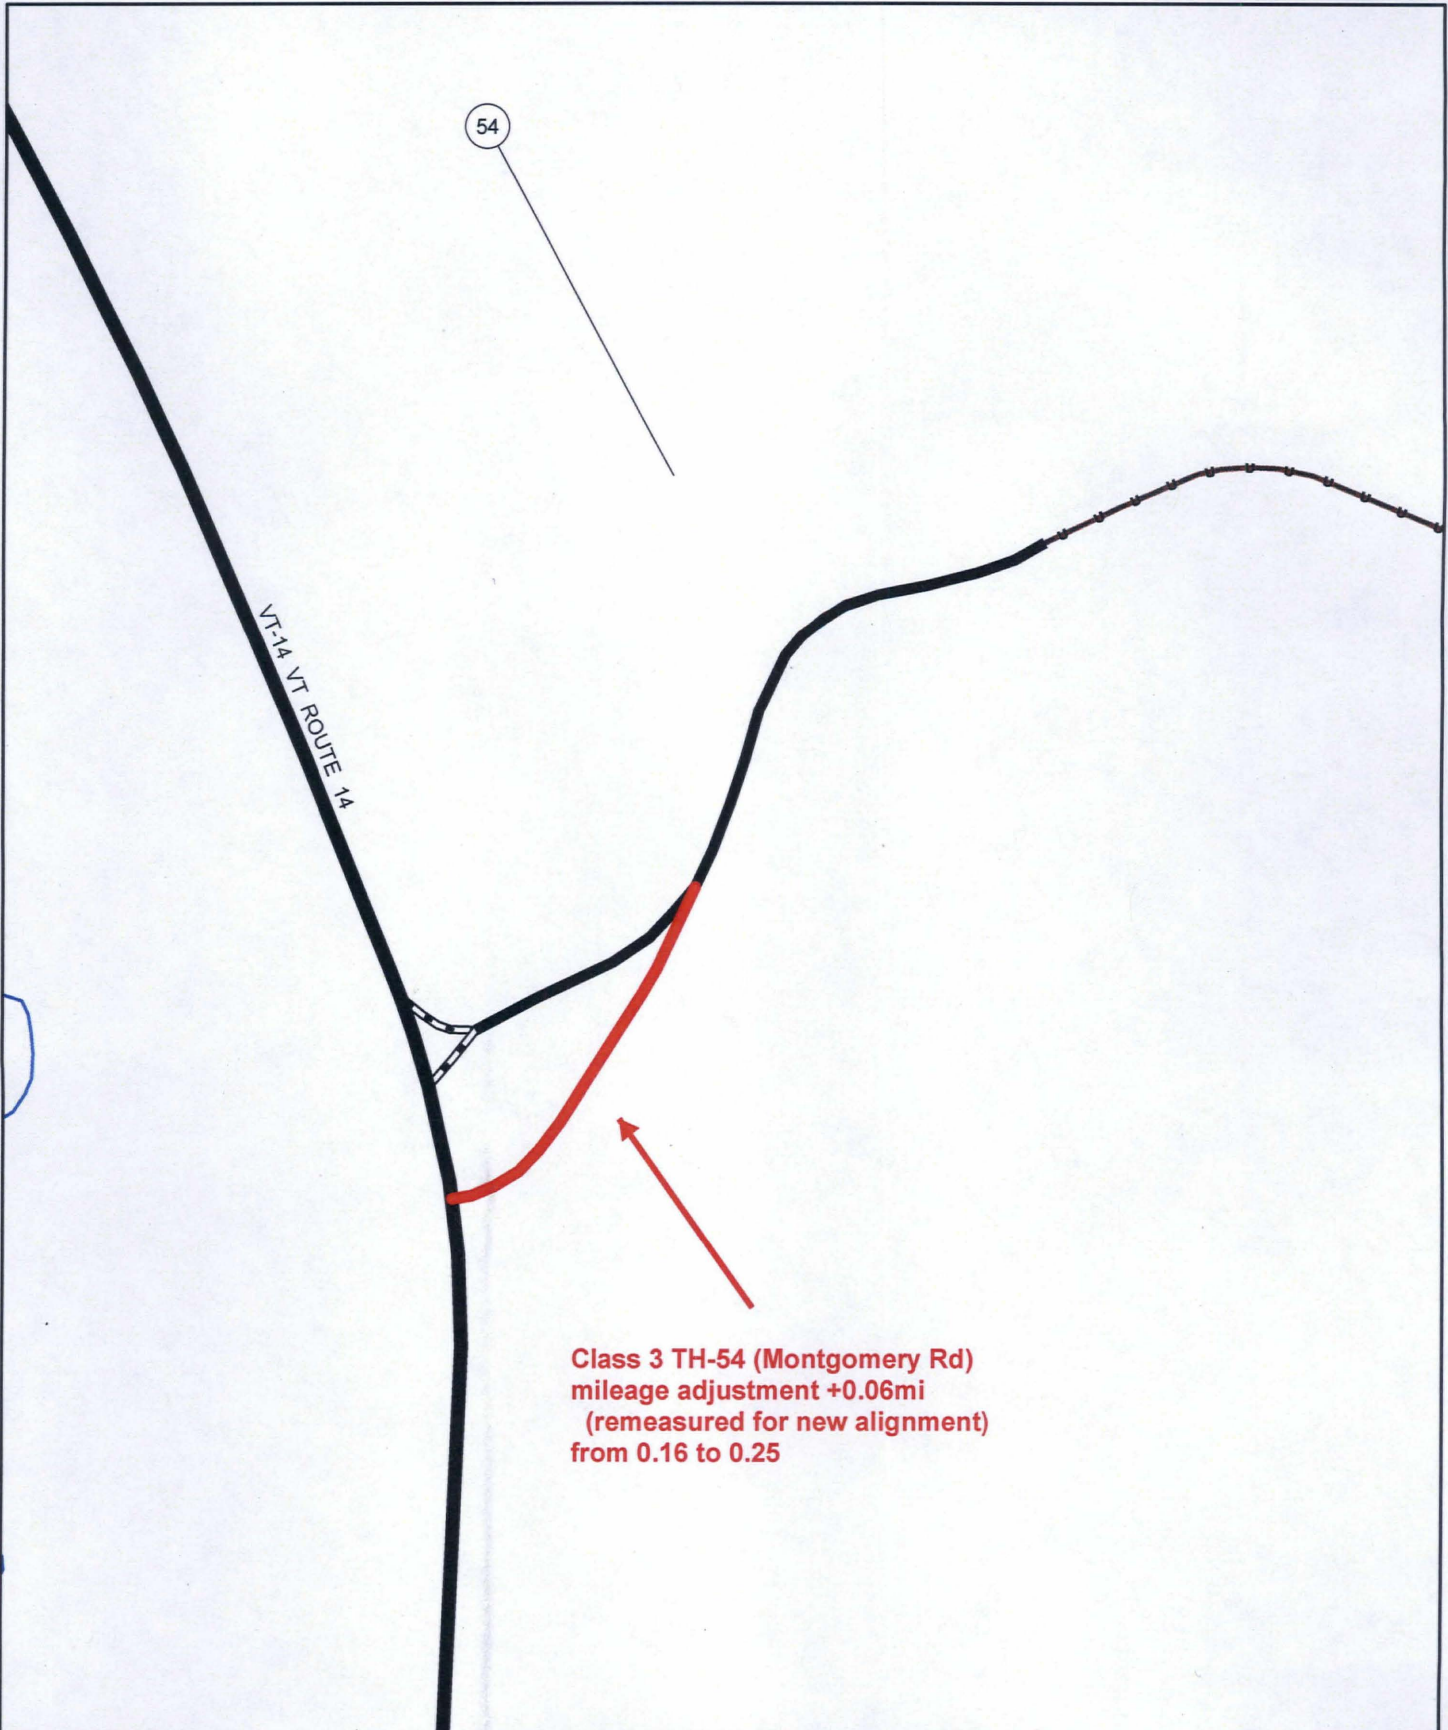 54
VT-14 VT ROUTE 14
Class 3 TH-54 (Montgomery Rd)
mileage adjustment +0.06mi
(remeasured for new alignment)
from 0.16 to 0.25